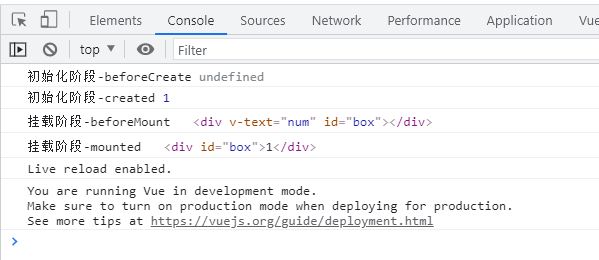 Elements Console Sources Network Performance Application Vue
top Filter
初始化阶段-beforeCreate undefined
初始化阶段-created 1
挂载阶段-beforeMount <div v-text="num" id="box"></div>
挂载阶段-mounted <div id="box">1</div>
Live reload enabled.
You are running Vue in development mode.
Make sure to turn on production mode when deploying for production.
See more tips at https://vuejs.org/guide/deployment.html